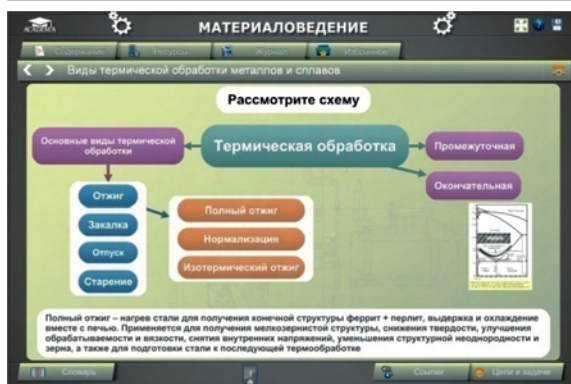 ACADEMIA
МАТЕРИАЛОВЕДЕНИЕ
Содержание
Ресурсы
Журнал
Избранное
Виды термической обработки металлов и сплавов
Рассмотрите схему
Основные виды термической
обработки
Термическая обработка
Промежуточная
Окончательная
Отжиг
Закалка
Отпуск
Старение
Полный отжиг
Нормализация
Изотермический отжиг
Полный отжиг – нагрев стали для получения конечной структуры феррит + перлит, выдержка и охлаждение
вместе с печью. Применяется для получения мелкозернистой структуры, снижения твердости, улучшения
обрабатываемости и вязкости, снятия внутренних напряжений, уменьшения структурной неоднородности и
зерна, а также для подготовки стали к последующей термообработке
Словарь
Ссылки
Цели и задачи